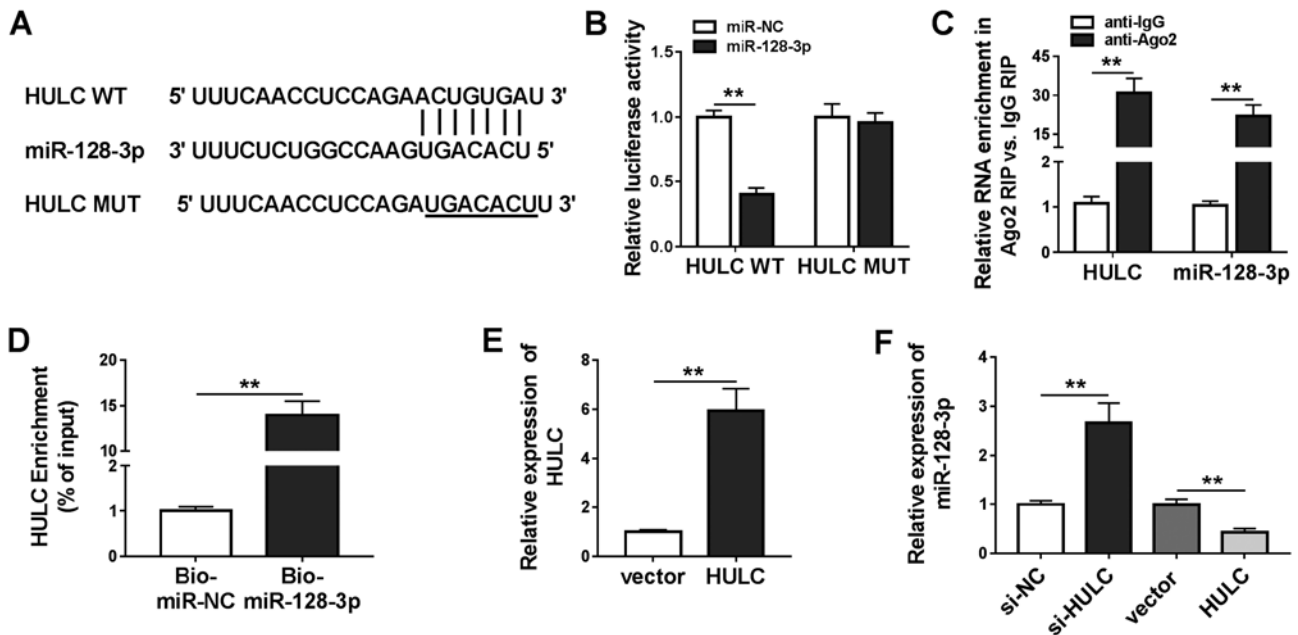 A
HULC WT 5' UUUCAACCUCCAGAACUGUGAU 3'
miR-128-3p 3' UUUCUCUGGCCAAGUGACACU 5'
HULC MUT 5' UUUCAACCUCCAGAUGACACUU 3'
B
miR-NC
miR-128-3p
Relative luciferase activity
1.5
1.0
0.5
0.0
**
HULC WT HULC MUT
C
anti-IgG
anti-Ago2
Relative RNA enrichment in
Ago2 RIP vs. IgG RIP
45
30
15
2
1
0
**
**
HULC miR-128-3p
D
HULC Enrichment
(% of input)
20
15
10
2
1
0
**
Bio-
miR-NC
Bio-
miR-128-3p
E
Relative expression of
HULC
8
6
4
2
0
**
vector HULC
F
Relative expression of
miR-128-3p
4
3
2
1
0
**
**
si-NC
si-HULC
vector
HULC